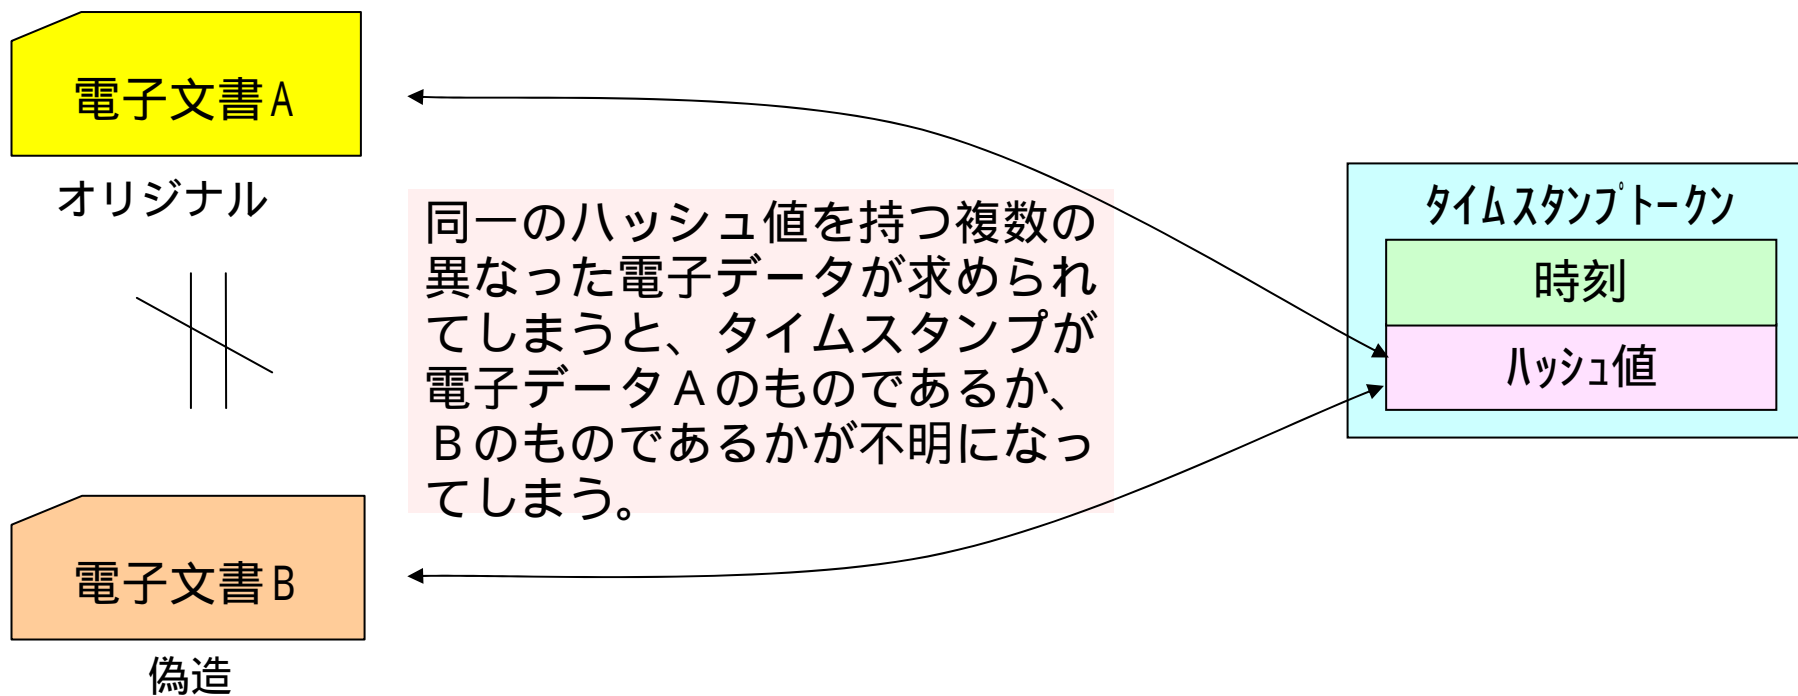 電子文書A
オリジナル
同一のハッシュ値を持つ複数の
異なった電子データが求められ
てしまうと、タイムスタンプが
電子データＡのものであるか、
Ｂのものであるかが不明になっ
てしまう。
電子文書B
偽造
ﾀｲﾑｽﾀﾝﾌﾟﾄｰｸﾝ
時刻
ﾊｯｼｭ値